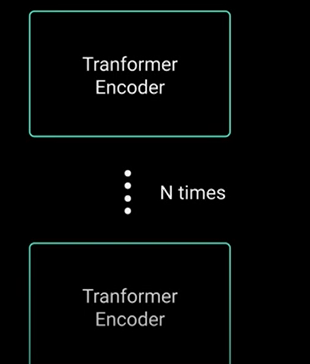 Tranformer
Encoder
N times
Tranformer
Encoder